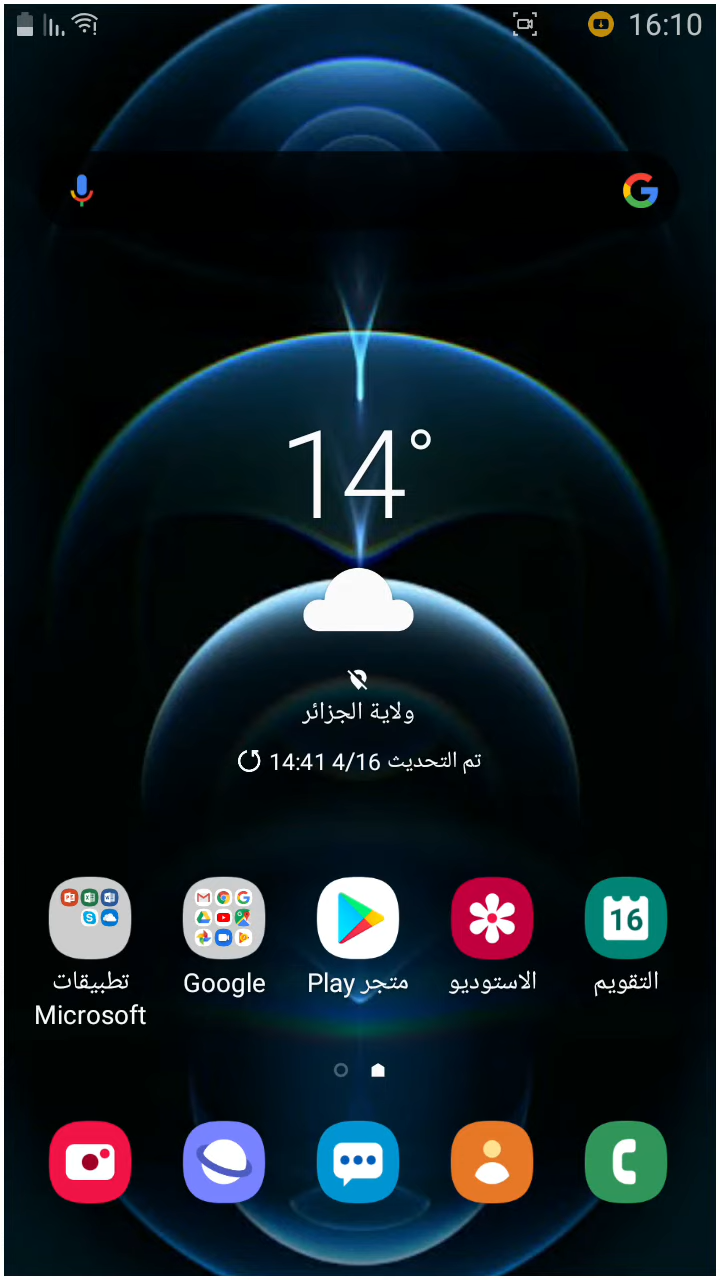 16:10
14°
ولاية الجزائر
تم التحديث 4/16 14:41
16
التقويم
الاستوديو
متجر Play
Google
تطبيقات
Microsoft